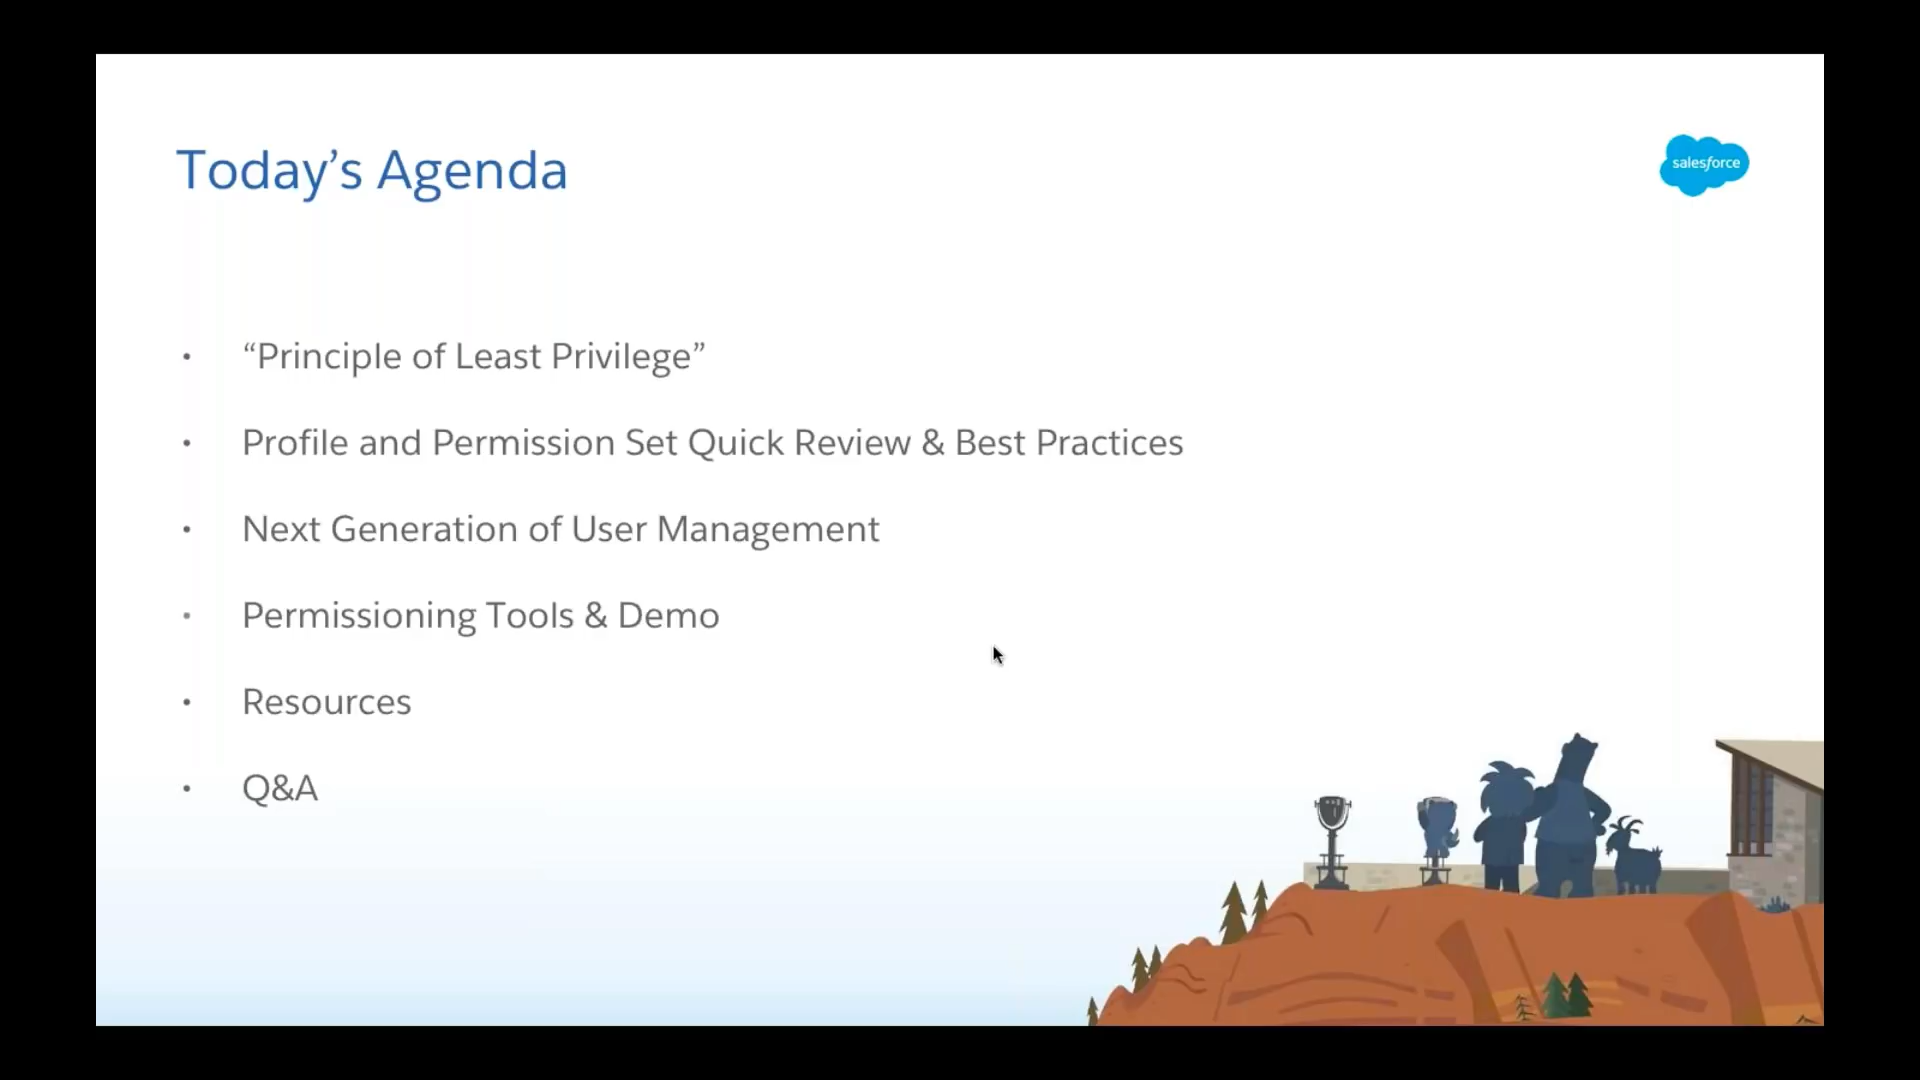 Today’s Agenda
salesforce
• “Principle of Least Privilege”
• Profile and Permission Set Quick Review & Best Practices
• Next Generation of User Management
• Permissioning Tools & Demo
• Resources
• Q&A